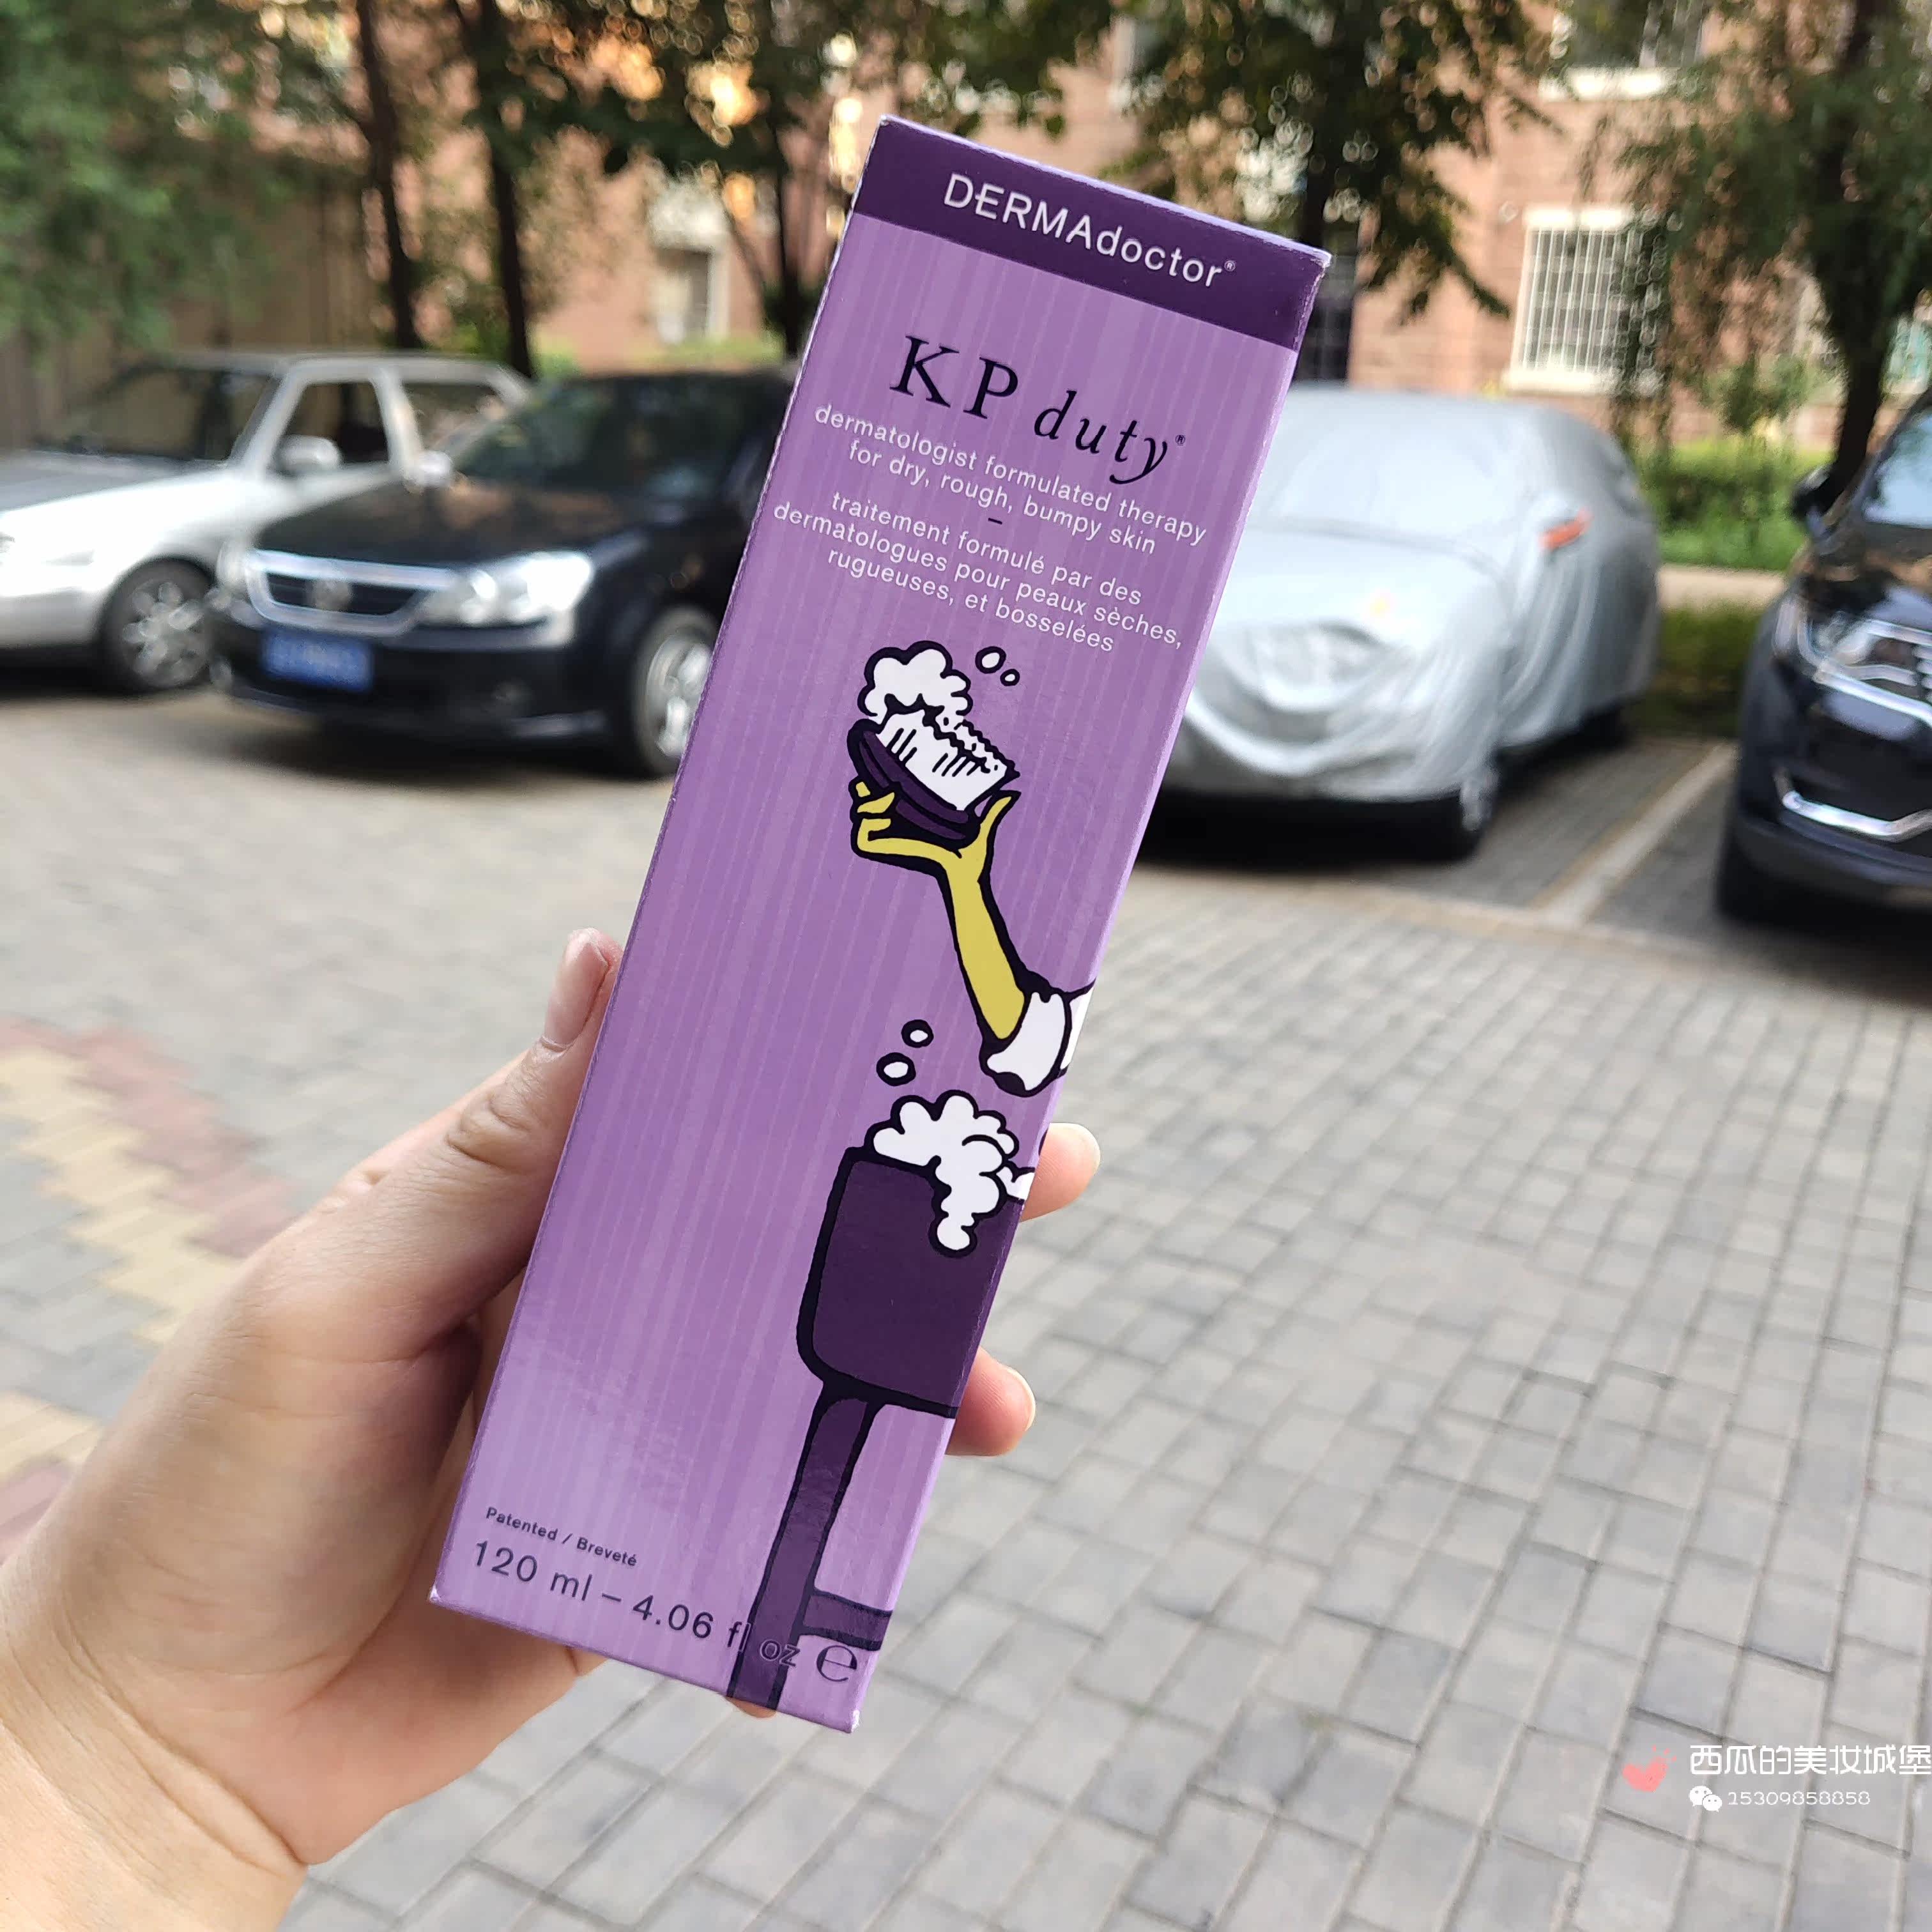 DERMAdoctor®
KP duty®
dermatologist formulated therapy
for dry, rough, bumpy skin
–
traitement formulé par des
dermatologues pour peaux sèches,
rugueuses, et bosselées
Patented / Breveté
120 ml – 4.06 fl oz ℮
西瓜的美妆城堡
15309858858